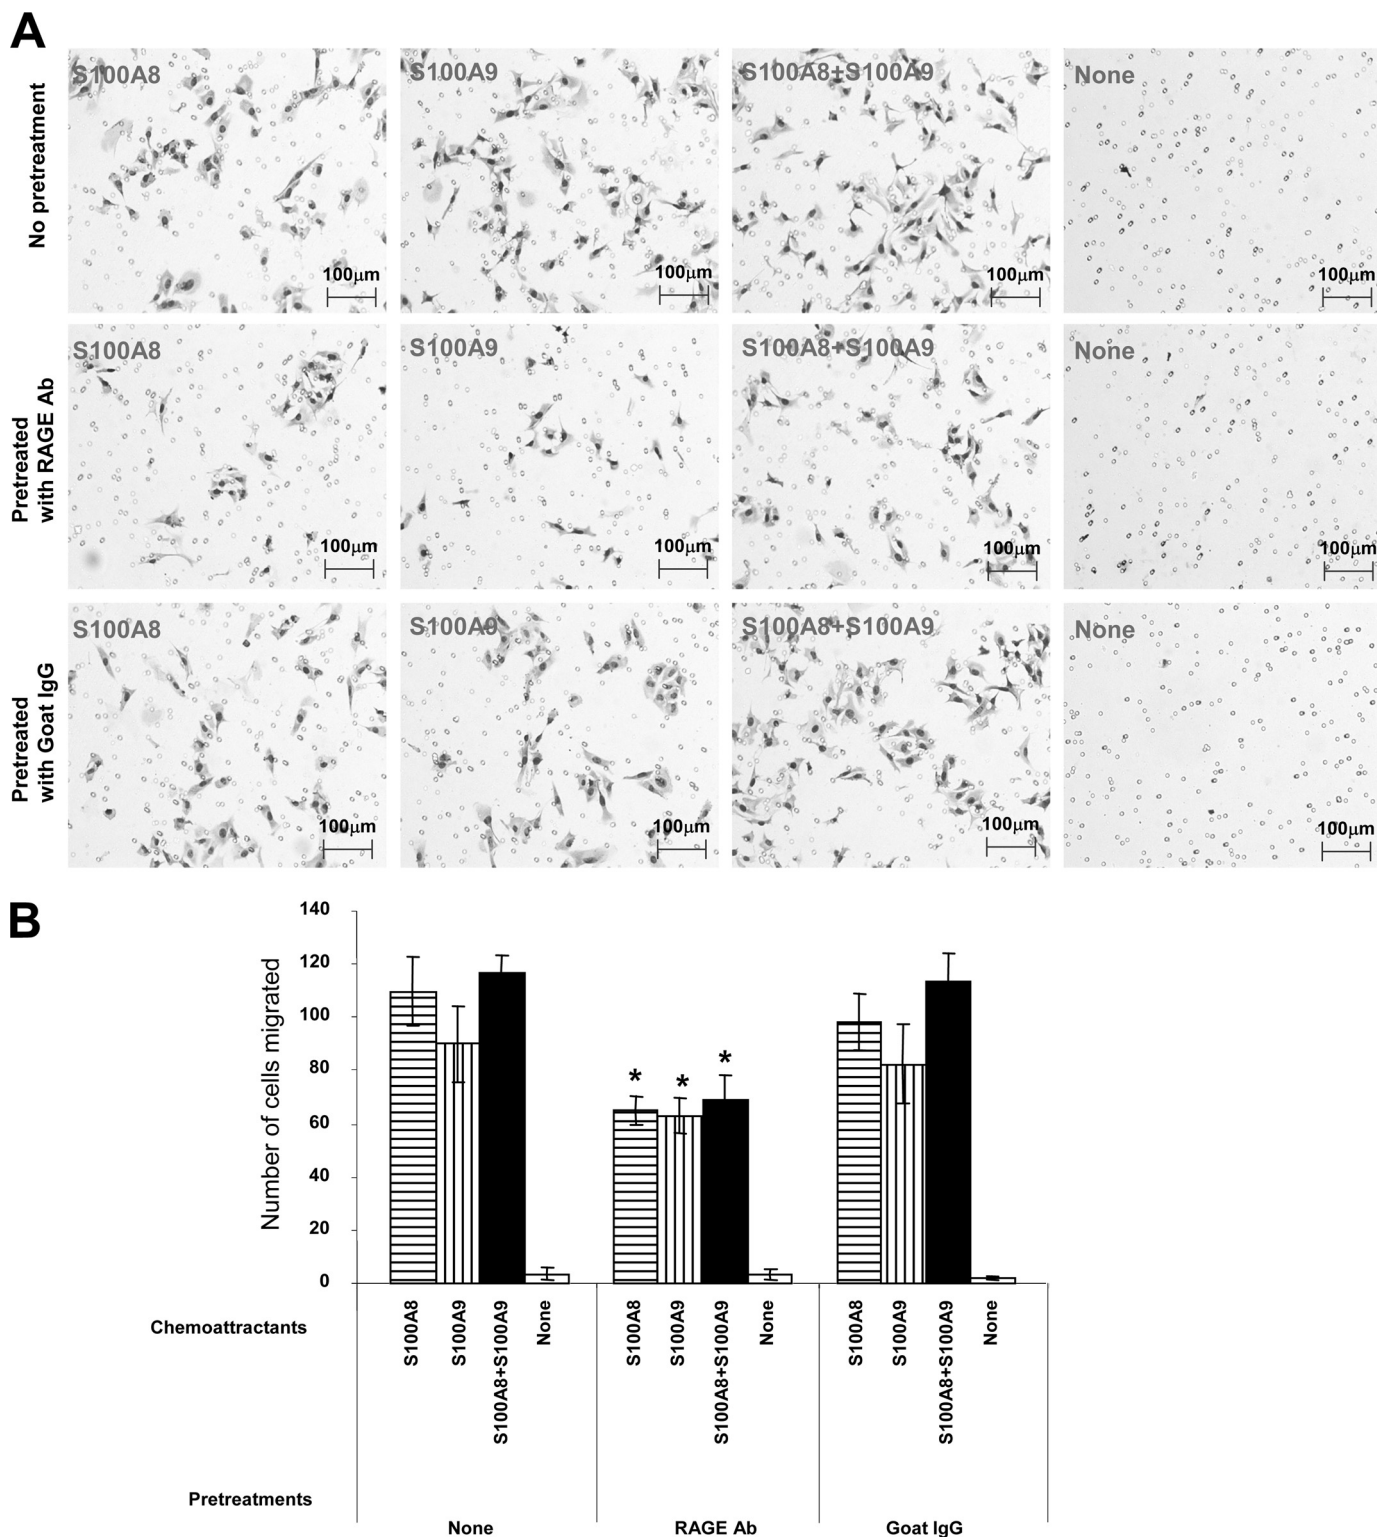 A
No pretreatment
S100A8
S100A9
S100A8+S100A9
None
100µm
100µm
100µm
100µm
Pretreated
with RAGE Ab
S100A8
S100A9
S100A8+S100A9
None
100µm
100µm
100µm
100µm
Pretreated
with Goat IgG
S100A8
S100A9
S100A8+S100A9
None
100µm
100µm
100µm
100µm
B
Number of cells migrated
140
120
100
80
60
40
20
0
*
*
*
Chemoattractants
S100A8
S100A9
S100A8+S100A9
None
S100A8
S100A9
S100A8+S100A9
None
S100A8
S100A9
S100A8+S100A9
None
Pretreatments
None
RAGE Ab
Goat IgG